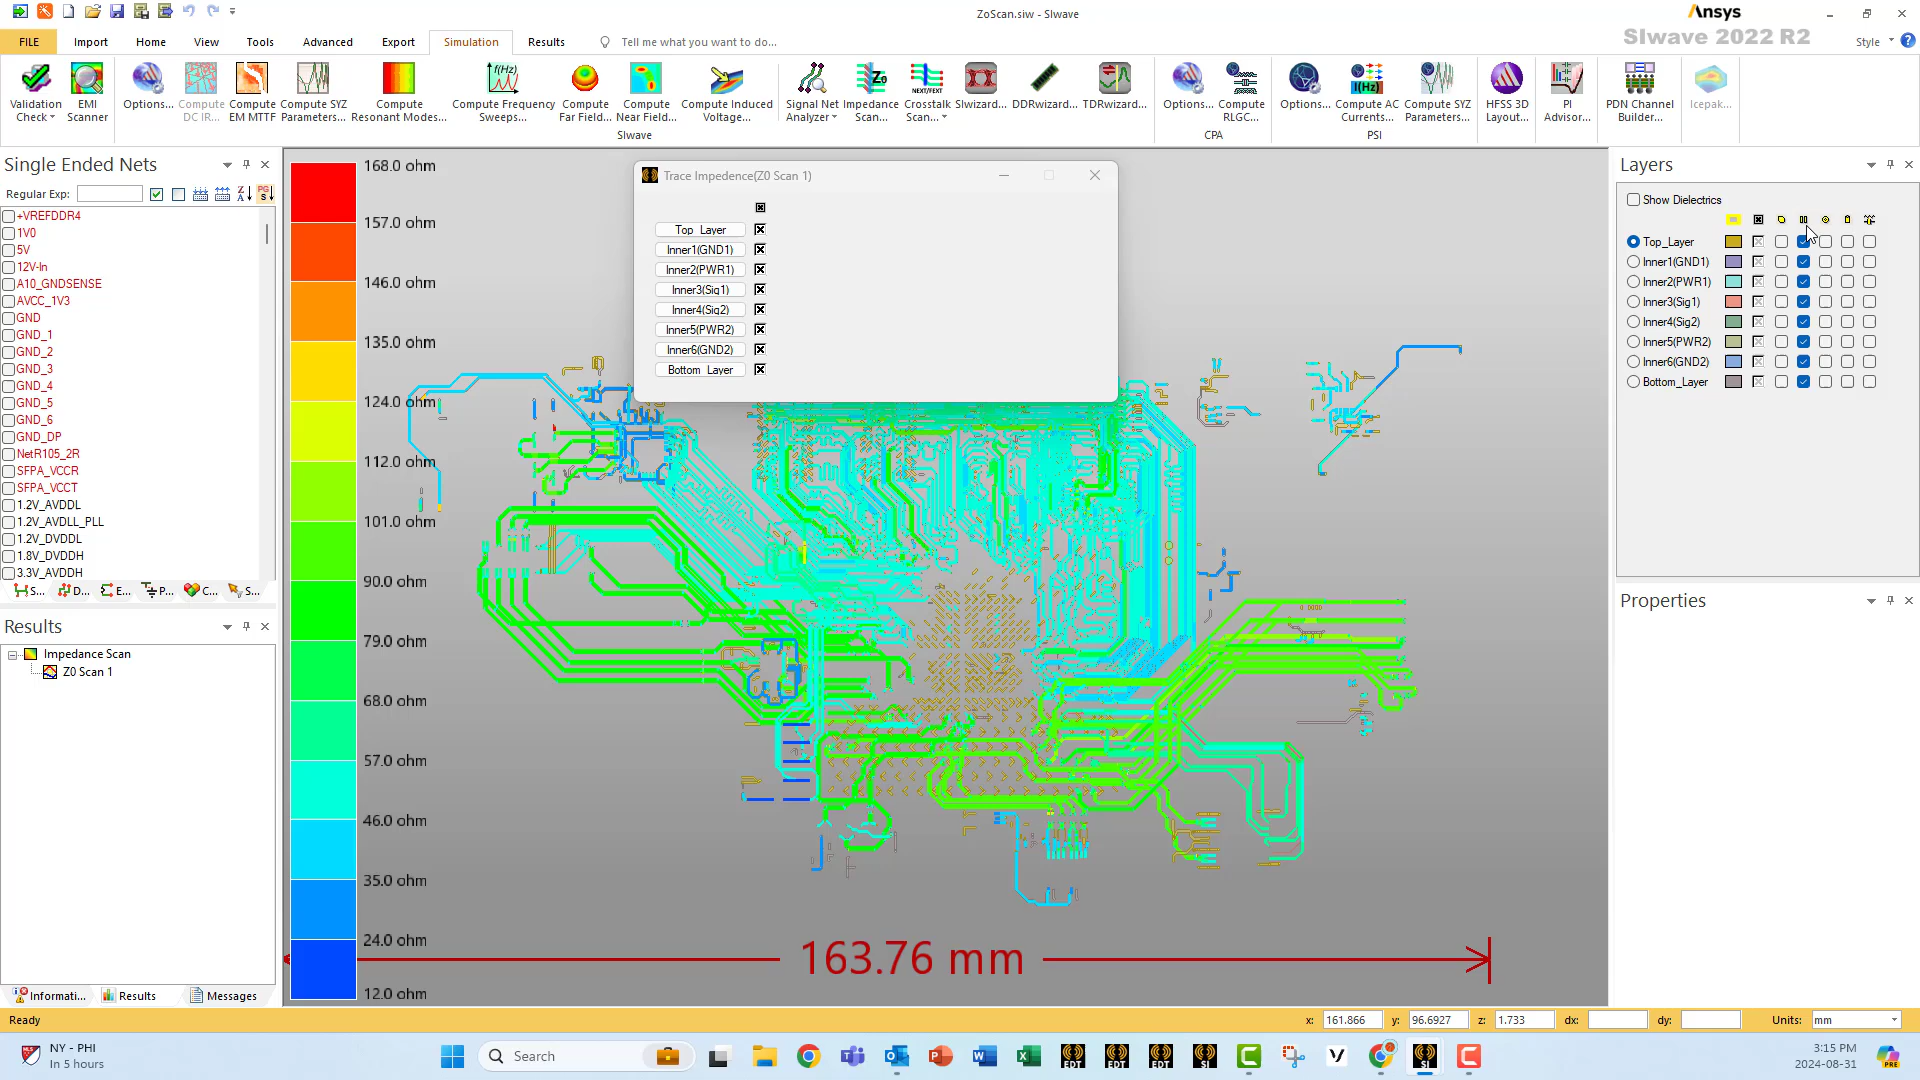 ZoScan.siw - SIwave
Ansys
SIwave 2022 R2
FILE Import Home View Tools Advanced Export Simulation Results Tell me what you want to do... Style
Validation Check
EMI Scanner
Options...
Compute DC IR...
Compute EM MTTF
Compute SYZ Parameters...
Compute Resonant Modes...
Compute Frequency Sweeps...
Compute Far Field...
Compute Near Field...
Compute Induced Voltage...
Signal Net Analyzer
Impedance Scan...
Crosstalk Scan...
SIwizard...
DDRwizard...
TDRwizard...
Options...
Compute RLGC...
Options...
Compute AC Currents...
Compute SYZ Parameters...
HFSS 3D Layout...
PI Advisor...
PDN Channel Builder...
Icepak...
SIwave
CPA
PSI
Single Ended Nets
Regular Exp:
+VREFDDR4
1V0
5V
12V-In
A10_GNDSENSE
AVCC_1V3
GND
GND_1
GND_2
GND_3
GND_4
GND_5
GND_6
GND_DP
NetR105_2R
SFPA_VCCR
SFPA_VCCT
1.2V_AVDDL
1.2V_AVDLL_PLL
1.2V_DVDDL
1.8V_DVDDH
3.3V_AVDDH
S... D... E... P... C... S...
Results
Impedance Scan
Z0 Scan 1
Informati... Results Messages
168.0 ohm
157.0 ohm
146.0 ohm
135.0 ohm
124.0 ohm
112.0 ohm
101.0 ohm
90.0 ohm
79.0 ohm
68.0 ohm
57.0 ohm
46.0 ohm
35.0 ohm
24.0 ohm
12.0 ohm
Trace Impedence(Z0 Scan 1)
Top_Layer
Inner1(GND1)
Inner2(PWR1)
Inner3(Sig1)
Inner4(Sig2)
Inner5(PWR2)
Inner6(GND2)
Bottom_Layer
163.76 mm
Layers
Show Dielectrics
Top_Layer
Inner1(GND1)
Inner2(PWR1)
Inner3(Sig1)
Inner4(Sig2)
Inner5(PWR2)
Inner6(GND2)
Bottom_Layer
Properties
Ready x: 161.866 y: 96.6927 z: 1.733 dx: dy: Units: mm
NY - PHI
In 5 hours
Search
EDT EDT EDT SI SI
3:15 PM
2024-08-31